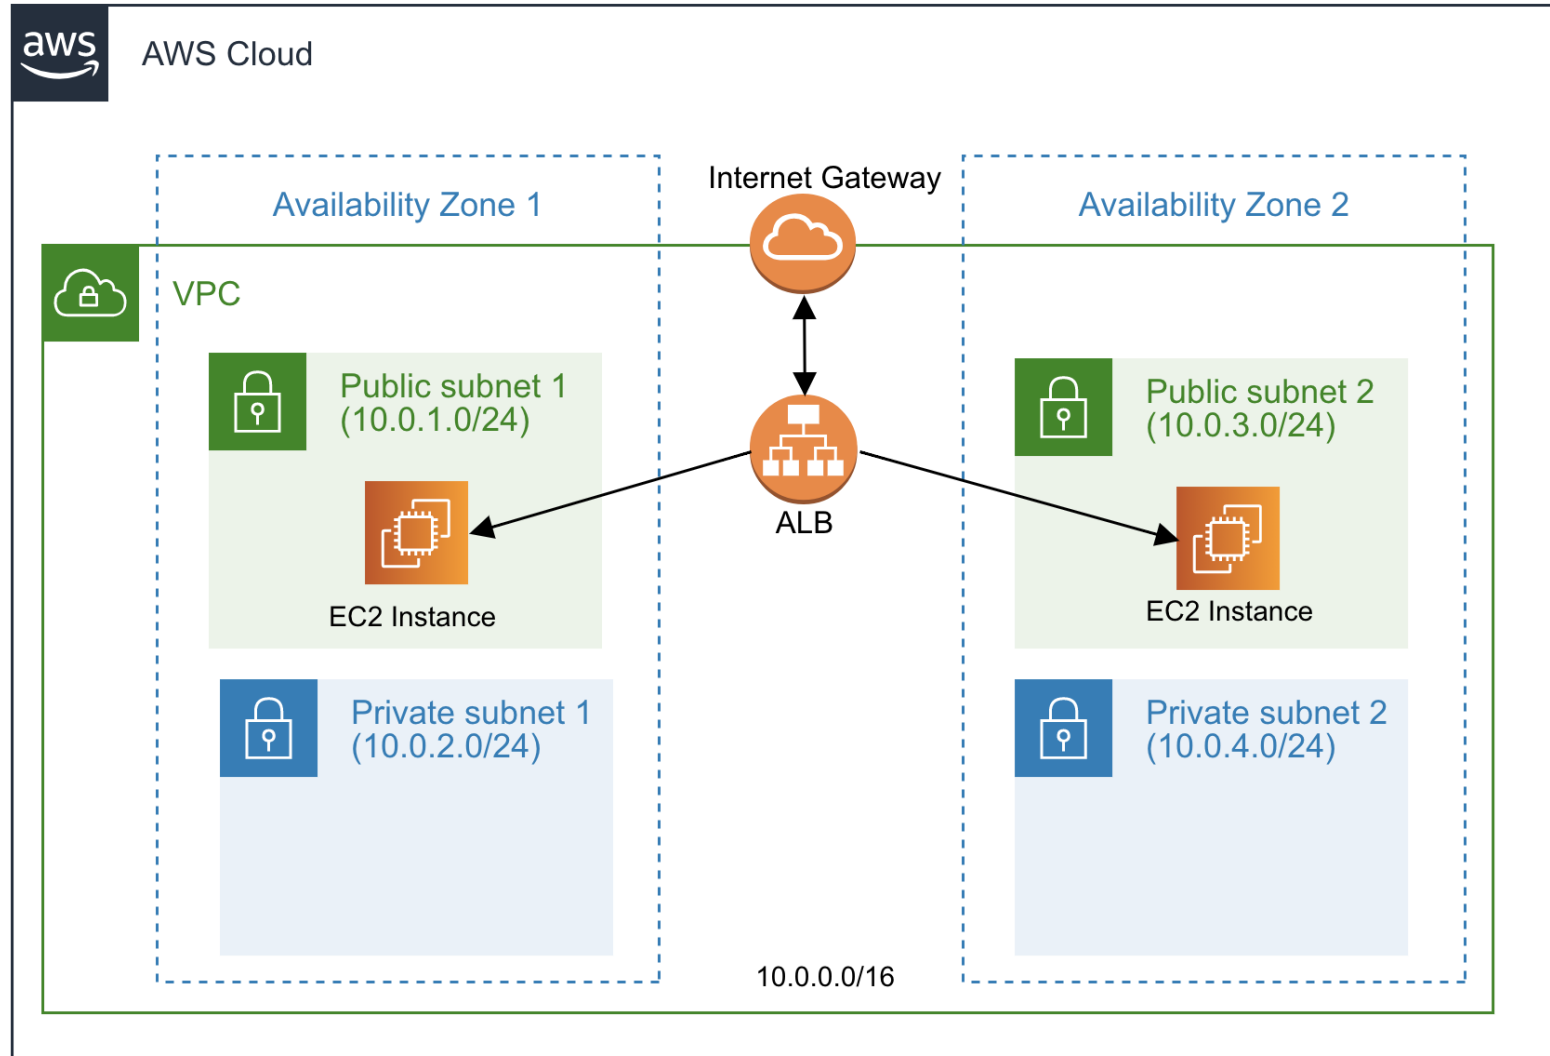 aws
AWS Cloud
Internet Gateway
Availability Zone 1
Availability Zone 2
VPC
Public subnet 1
(10.0.1.0/24)
Public subnet 2
(10.0.3.0/24)
ALB
EC2 Instance
EC2 Instance
Private subnet 1
(10.0.2.0/24)
Private subnet 2
(10.0.4.0/24)
10.0.0.0/16